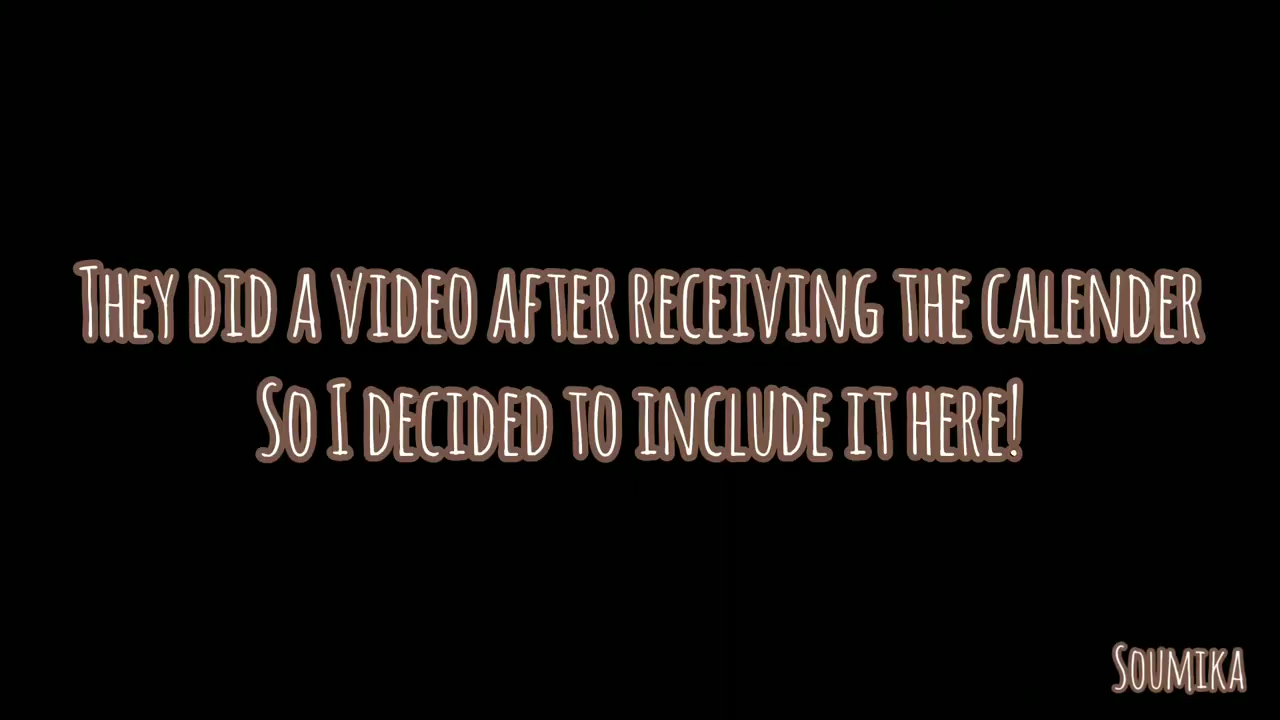 They did a video after receiving the calender
So I decided to include it here!
Soumika